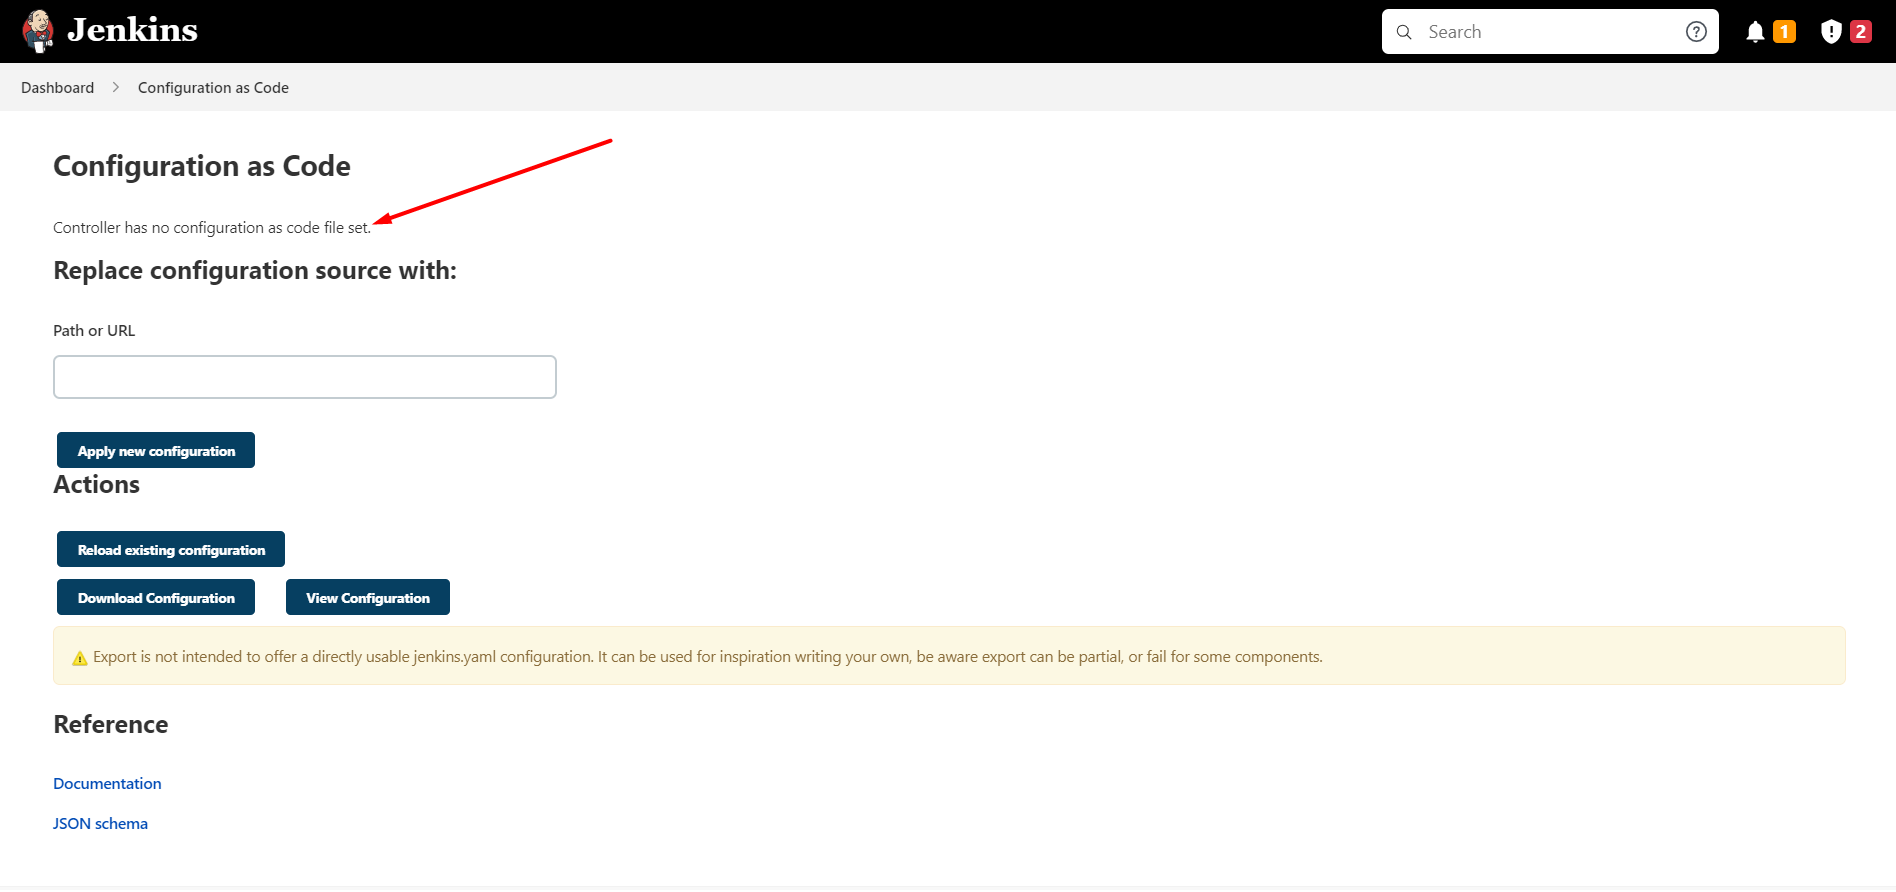 Jenkins
Search
1
2
Dashboard > Configuration as Code
Configuration as Code
Controller has no configuration as code file set.
Replace configuration source with:
Path or URL
Apply new configuration
Actions
Reload existing configuration
Download Configuration View Configuration
Export is not intended to offer a directly usable jenkins.yaml configuration. It can be used for inspiration writing your own, be aware export can be partial, or fail for some components.
Reference
Documentation
JSON schema